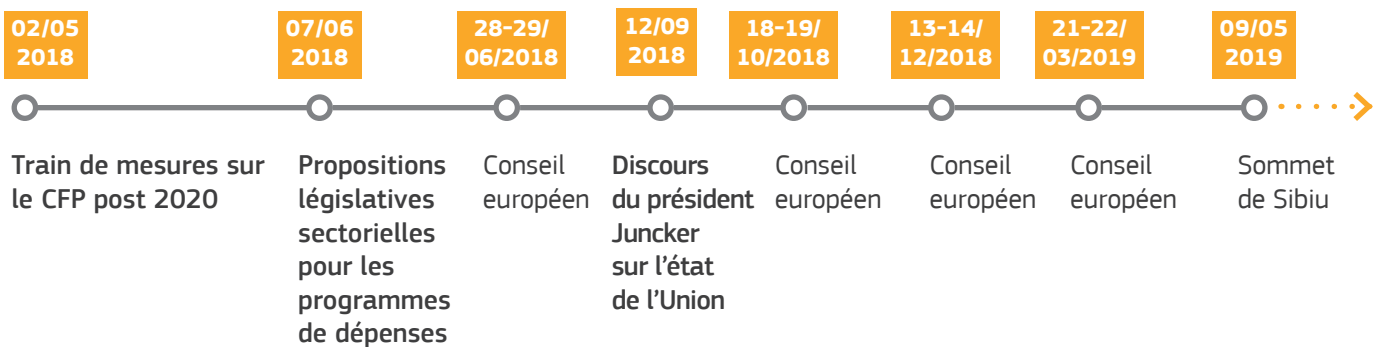 02/05
2018
07/06
2018
28-29/
06/2018
12/09
2018
18-19/
10/2018
13-14/
12/2018
21-22/
03/2019
09/05
2019
Train de mesures sur
le CFP post 2020
Propositions
législatives
sectorielles
pour les
programmes
de dépenses
Conseil
européen
Discours
du président
Juncker
sur l’état
de l’Union
Conseil
européen
Conseil
européen
Conseil
européen
Sommet
de Sibiu